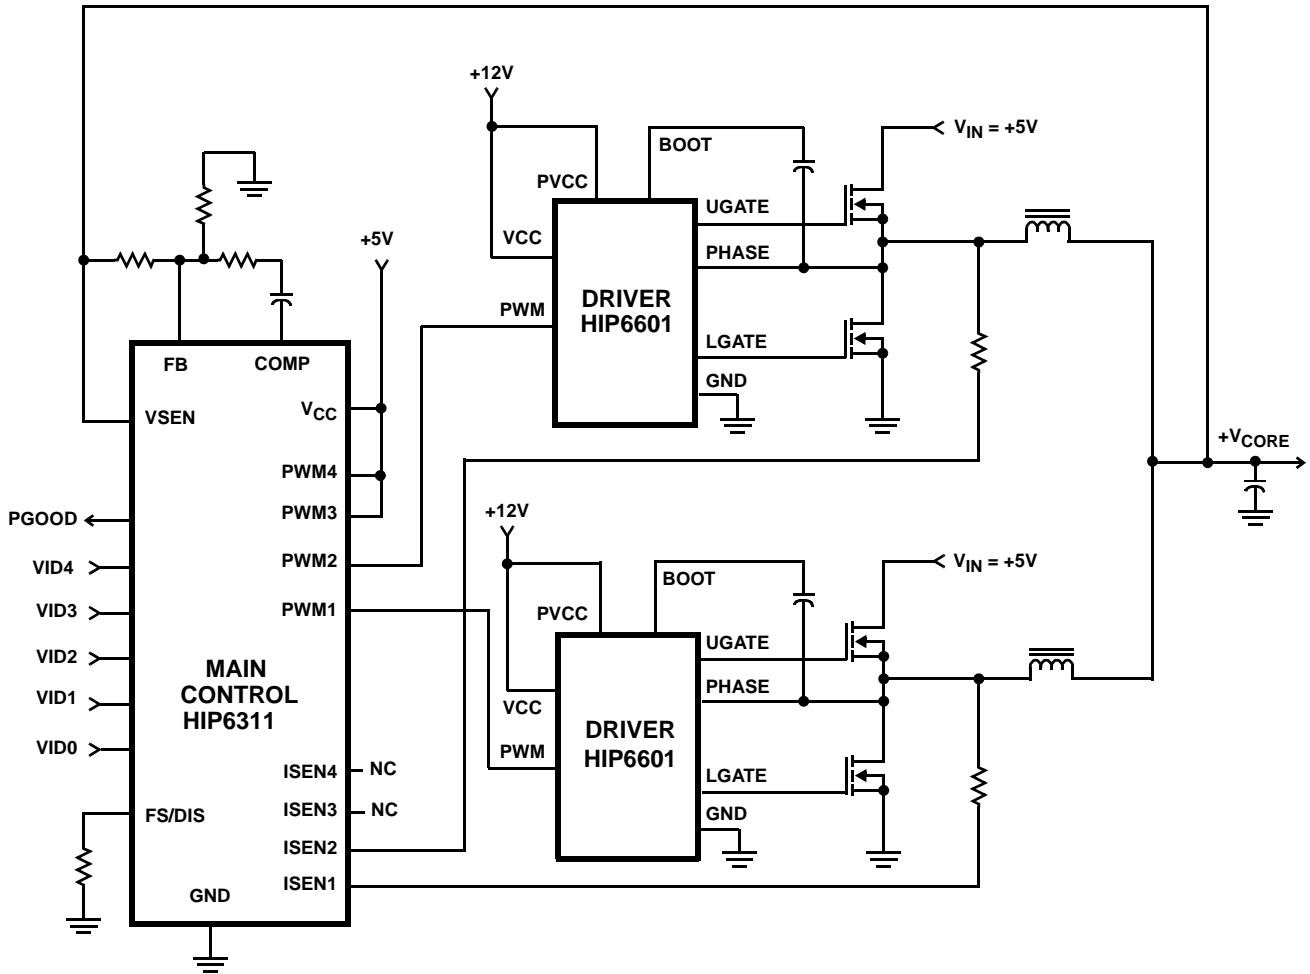 +12V
BOOT
V_IN = +5V
PVCC
UGATE
+5V
VCC
PHASE
DRIVER
HIP6601
PWM
LGATE
GND
FB
COMP
VSEN
V_CC
+V_CORE
PWM4
PWM3
PGOOD
+12V
PWM2
V_IN = +5V
VID4
BOOT
PWM1
VID3
PVCC
UGATE
VID2
MAIN
CONTROL
HIP6311
PHASE
VID1
VCC
DRIVER
HIP6601
VID0
PWM
ISEN4
NC
LGATE
ISEN3
NC
FS/DIS
GND
ISEN2
ISEN1
GND